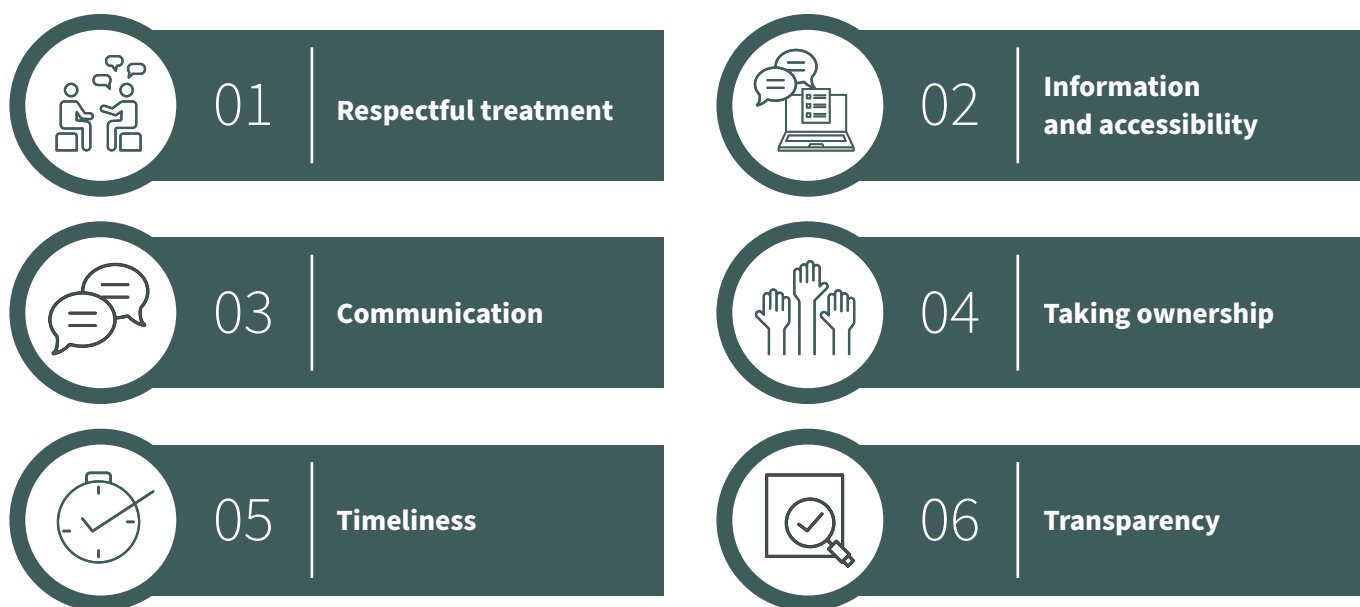 01
Respectful treatment
02
Information
and accessibility
03
Communication
04
Taking ownership
05
Timeliness
06
Transparency